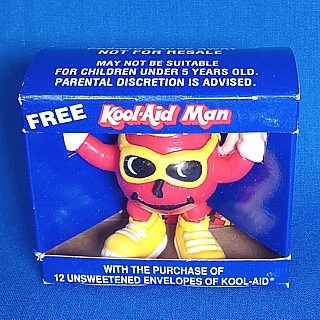 NOT FOR RESALE
MAY NOT BE SUITABLE
FOR CHILDREN UNDER 5 YEARS OLD.
PARENTAL DISCRETION IS ADVISED.
FREE Kool-Aid Man
WITH THE PURCHASE OF
12 UNSWEETENED ENVELOPES OF KOOL-AID®